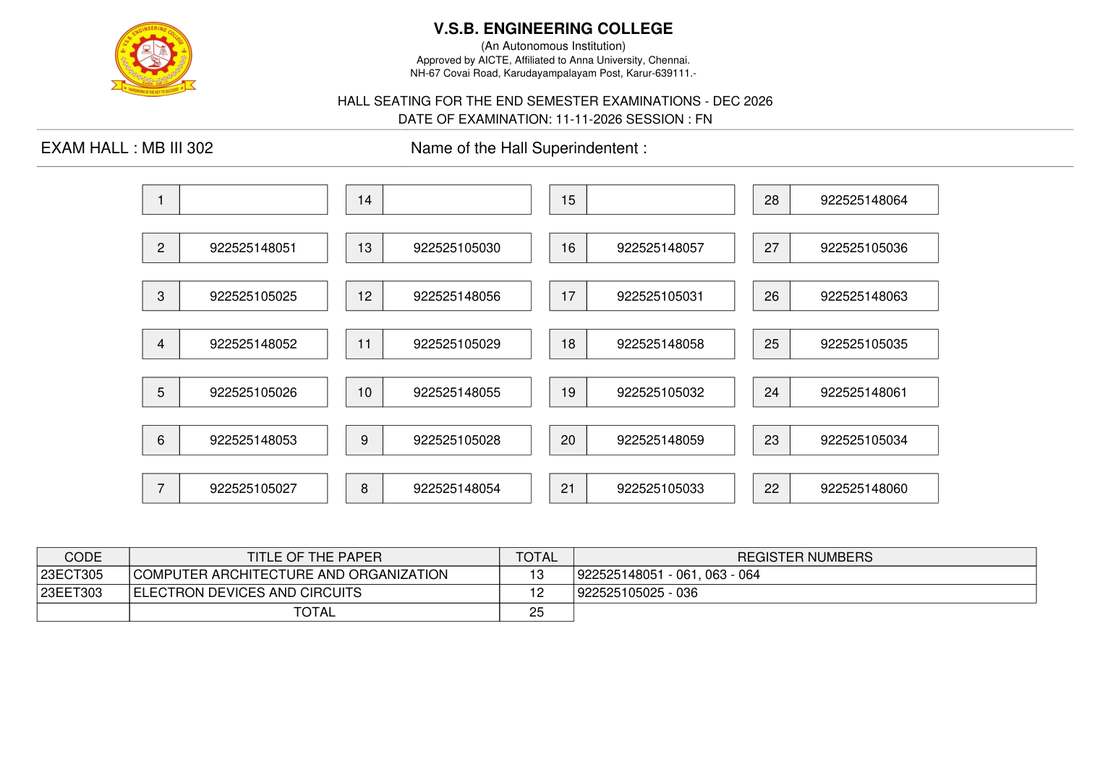 V.S.B. ENGINEERING COLLEGE
(An Autonomous Institution)
Approved by AICTE, Affiliated to Anna University, Chennai.
NH-67 Covai Road, Karudayampalayam Post, Karur-639111.-
HALL SEATING FOR THE END SEMESTER EXAMINATIONS - DEC 2026
DATE OF EXAMINATION: 11-11-2026 SESSION : FN
EXAM HALL : MB III 302 Name of the Hall Superindentent :
1 14 15 28 922525148064
2 922525148051 13 922525105030 16 922525148057 27 922525105036
3 922525105025 12 922525148056 17 922525105031 26 922525148063
4 922525148052 11 922525105029 18 922525148058 25 922525105035
5 922525105026 10 922525148055 19 922525105032 24 922525148061
6 922525148053 9 922525105028 20 922525148059 23 922525105034
7 922525105027 8 922525148054 21 922525105033 22 922525148060
CODE TITLE OF THE PAPER TOTAL REGISTER NUMBERS
23ECT305 COMPUTER ARCHITECTURE AND ORGANIZATION 13 922525148051 - 061, 063 - 064
23EET303 ELECTRON DEVICES AND CIRCUITS 12 922525105025 - 036
TOTAL 25